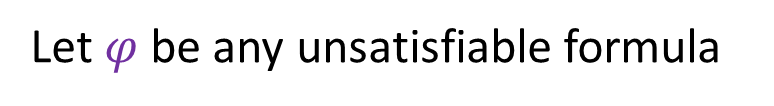 Let φ be any unsatisfiable formula